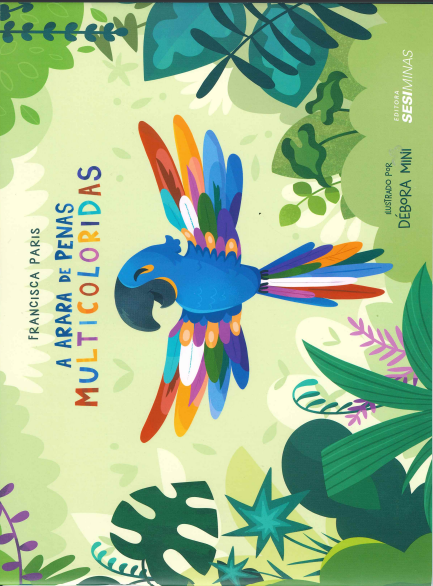 FRANCISCA PARIS
A ARARA DE PENAS
MULTICOLORIDAS
ILUSTRADO POR
DÉBORA MINI
EDITORA
SESIMINAS